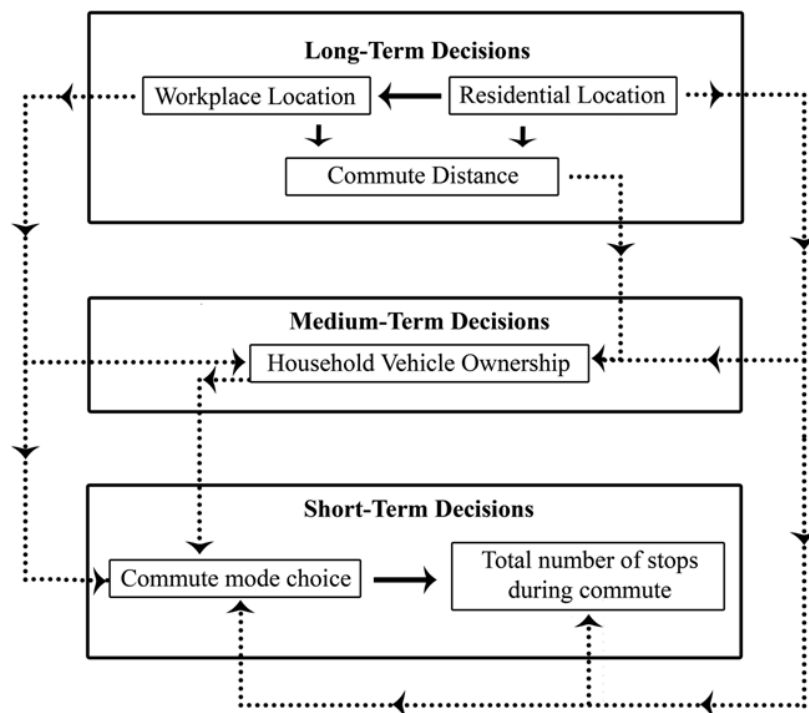 Long-Term Decisions
Workplace Location
Residential Location
Commute Distance
Medium-Term Decisions
Household Vehicle Ownership
Short-Term Decisions
Commute mode choice
Total number of stops
during commute